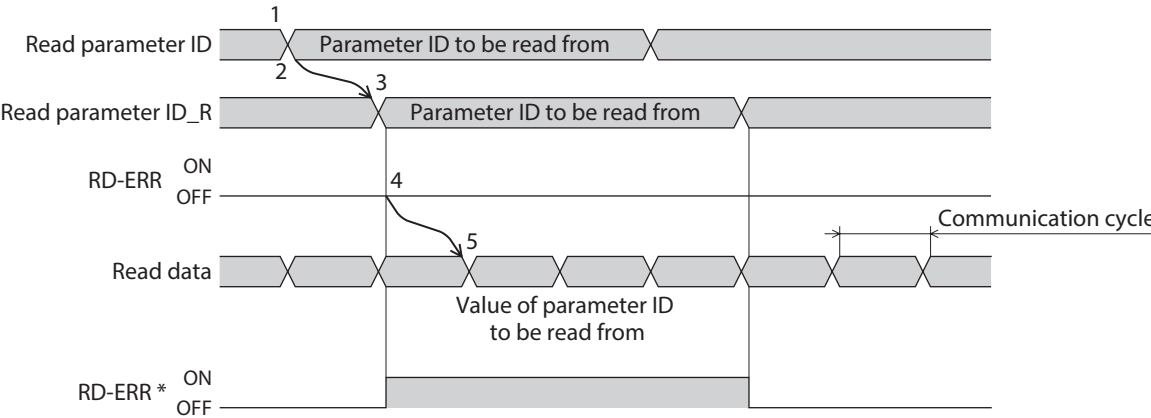 1
Read parameter ID
Parameter ID to be read from
2
3
Read parameter ID_R
Parameter ID to be read from
RD-ERR
ON
OFF
4
Communication cycle
5
Read data
Value of parameter ID
to be read from
RD-ERR *
ON
OFF